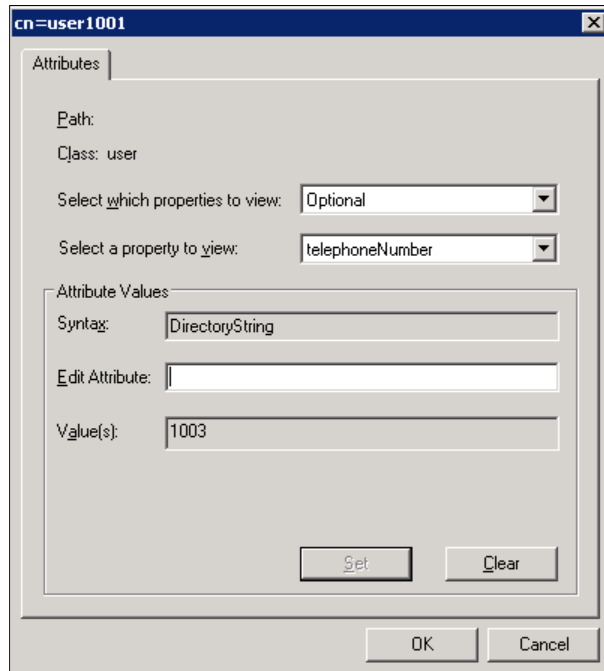 cn=user1001
Attributes
Path:
Class: user
Select which properties to view: Optional
Select a property to view: telephoneNumber
Attribute Values
Syntax: DirectoryString
Edit Attribute:
Value(s): 1003
Set Clear
OK Cancel